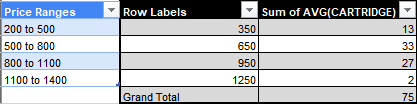 Price Ranges Row Labels Sum of AVG(CARTRIDGE)
200 to 500 350 13
500 to 800 650 33
800 to 1100 950 27
1100 to 1400 1250 2
Grand Total 75